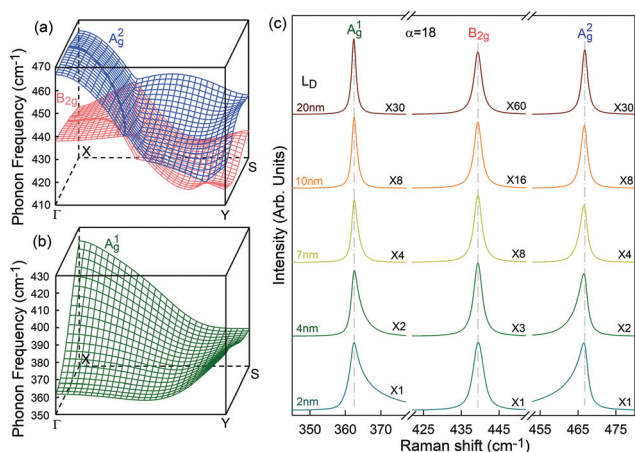 (a)
A_g^2
B_2g
Phonon Frequency (cm⁻¹)
470
460
450
440
430
420
410
X
S
Γ
Y
(b)
A_g^1
Phonon Frequency (cm⁻¹)
430
420
410
400
390
380
370
360
350
X
S
Γ
Y
(c)
A_g^1 α=18 B_2g A_g^2
L_D
20nm X30 X60 X30
10nm X8 X16 X8
7nm X4 X8 X4
4nm X2 X3 X2
2nm X1 X1 X1
Intensity (Arb. Units)
350 360 370 425 439 450 455 465 475
Raman shift (cm⁻¹)